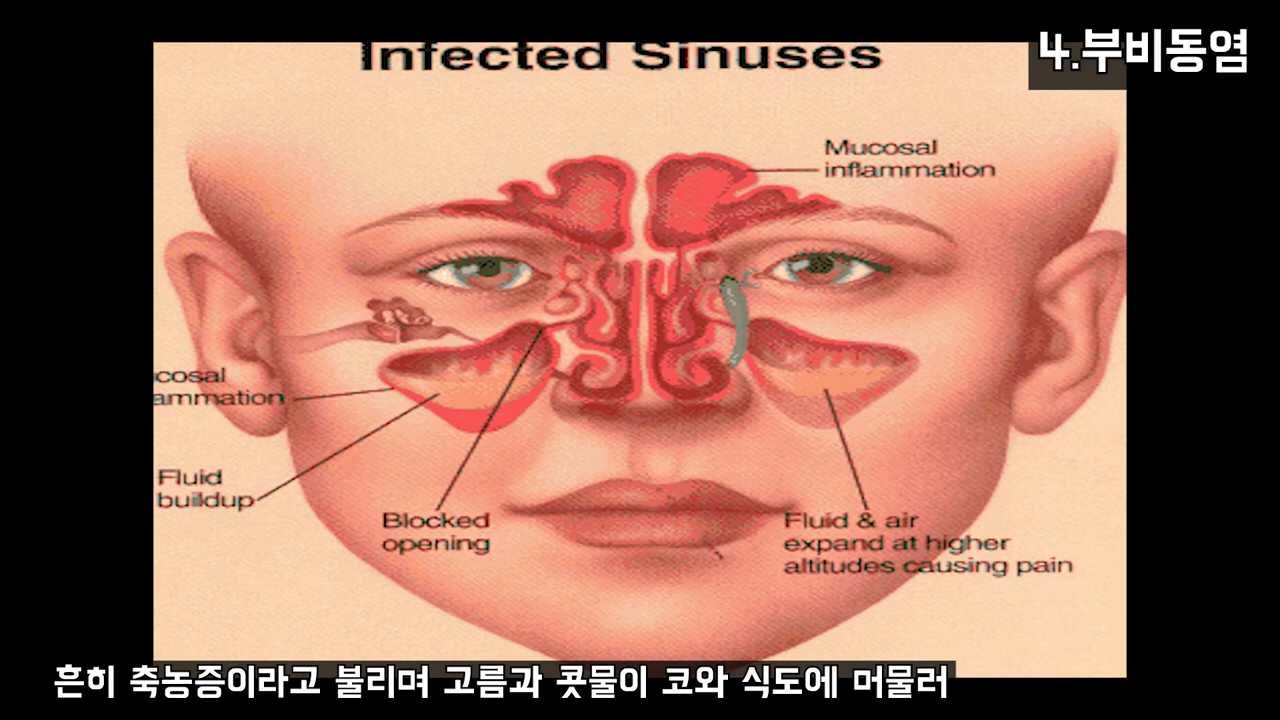 Infected Sinuses
4.부비동염
Mucosal
inflammation
cosal
ammation
Fluid
buildup
Blocked
opening
Fluid & air
expand at higher
altitudes causing pain
흔히 축농증이라고 불리며 고름과 콧물이 코와 식도에 머물러